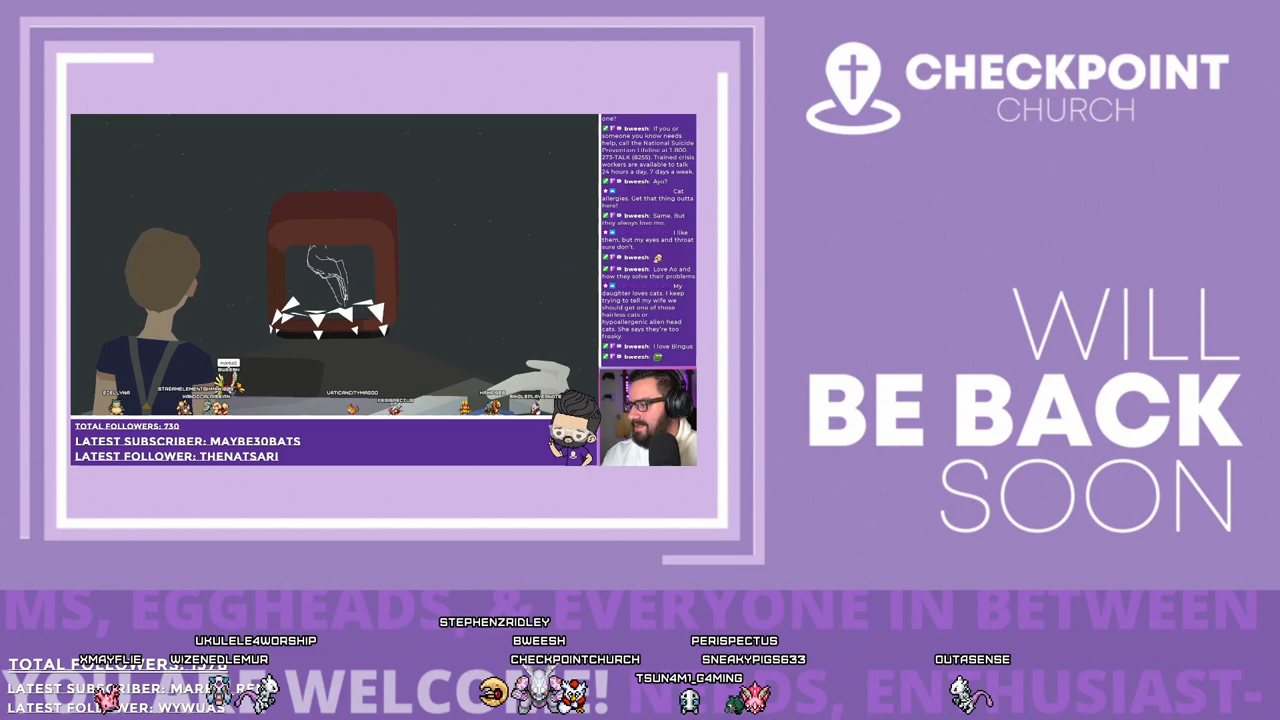 CHECKPOINT
CHURCH
WILL
BE BACK
SOON
one?
bweesh: If you or
someone you know needs
help, call the National Suicide
Prevention Lifeline at 1-800
273-TALK (8255). Trained crisis
workers are available to talk
24 hours a day, 7 days a week.
bweesh: Ayo?
Cat
allergies. Get that thing outta
here!
bweesh: Same. But
they always love me.
I like
them, but my eyes and throat
sure don't.
bweesh:
bweesh: Love Ao and
how they solve their problems
My
daughter loves cats. I keep
trying to tell my wife we
should get one of those
hairless cats or
hypoallergenic alien head
cats. She says they're too
freaky.
bweesh: I love Bingus
bweesh:
BWEESH
VATICANCITYMAGOO
PERISPECTUS
TOTAL FOLLOWERS: 730
LATEST SUBSCRIBER: MAYBE30BATS
LATEST FOLLOWER: THENATSARI
MS, EGGHEADS, & EVERYONE IN BETWEEN
STEPHENZRIDLEY
UKULELE4WORSHIP
BWEESH
PERISPECTUS
XMAYFLIE
WIZENEDLEMUR
CHECKPOINTCHURCH
SNEAKYPIGS633
OUTASENSE
TSUN4M1_G4MING
TOTAL FOLLOWERS:
LATEST SUBSCRIBER:
LATEST FOLLOWER: WYWUAS
YOU ARE WELCOME! NERDS, ENTHUSIAST-